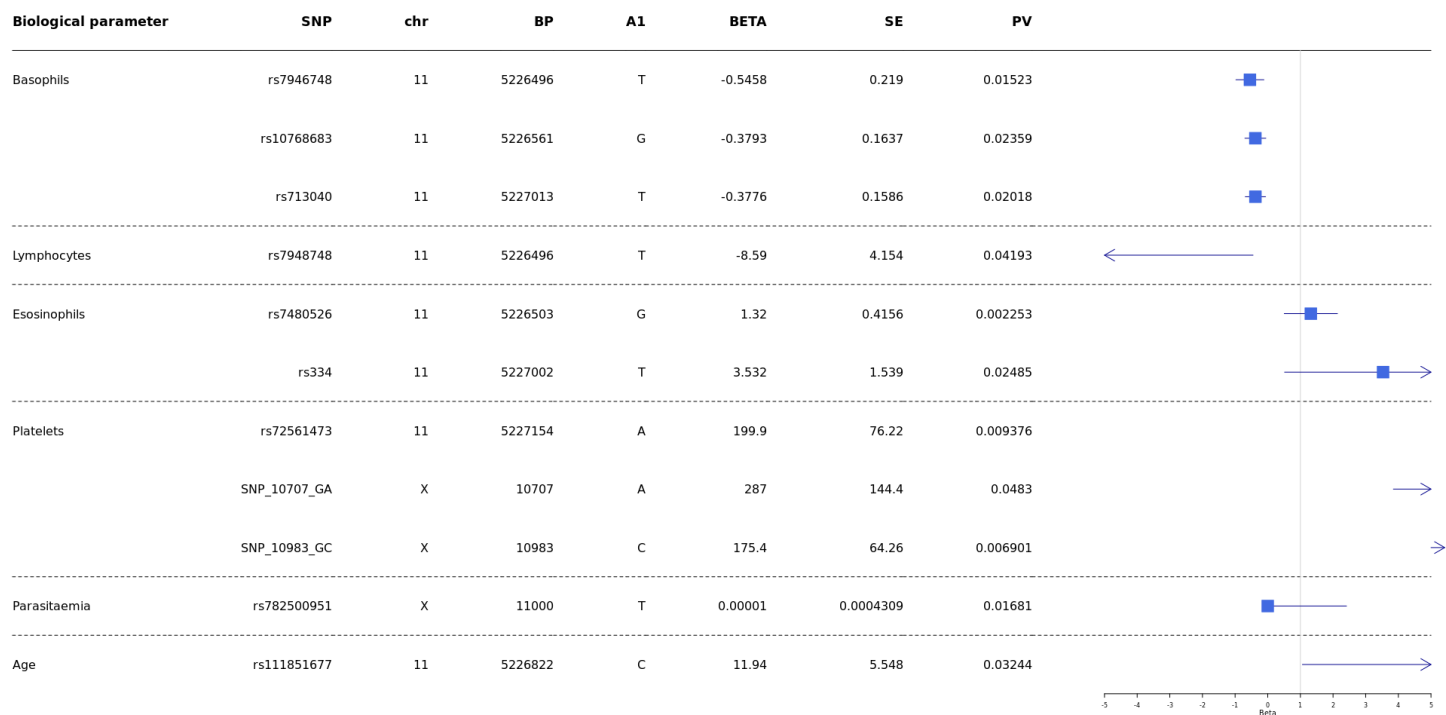 Biological parameter SNP chr BP A1 BETA SE PV
Basophils rs7946748 11 5226496 T -0.5458 0.219 0.01523
rs10768683 11 5226561 G -0.3793 0.1637 0.02359
rs713040 11 5227013 T -0.3776 0.1586 0.02018
Lymphocytes rs7948748 11 5226496 T -8.59 4.154 0.04193
Esosinophils rs7480526 11 5226503 G 1.32 0.4156 0.002253
rs334 11 5227002 T 3.532 1.539 0.02485
Platelets rs72561473 11 5227154 A 199.9 76.22 0.009376
SNP_10707_GA X 10707 A 287 144.4 0.0483
SNP_10983_GC X 10983 C 175.4 64.26 0.006901
Parasitaemia rs782500951 X 11000 T 0.00001 0.0004309 0.01681
Age rs111851677 11 5226822 C 11.94 5.548 0.03244
-5 -4 -3 -2 -1 0 1 2 3 4 5
Beta